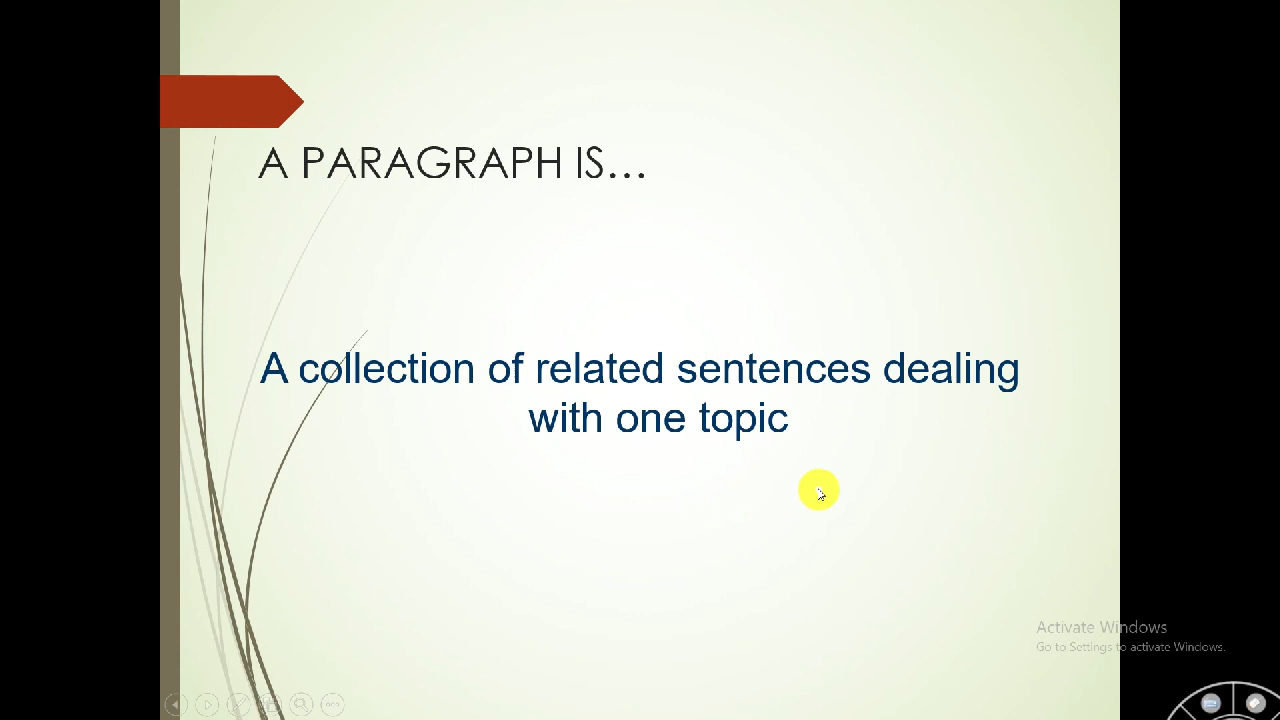 A PARAGRAPH IS...
A collection of related sentences dealing
with one topic
Activate Windows
Go to Settings to activate Windows.